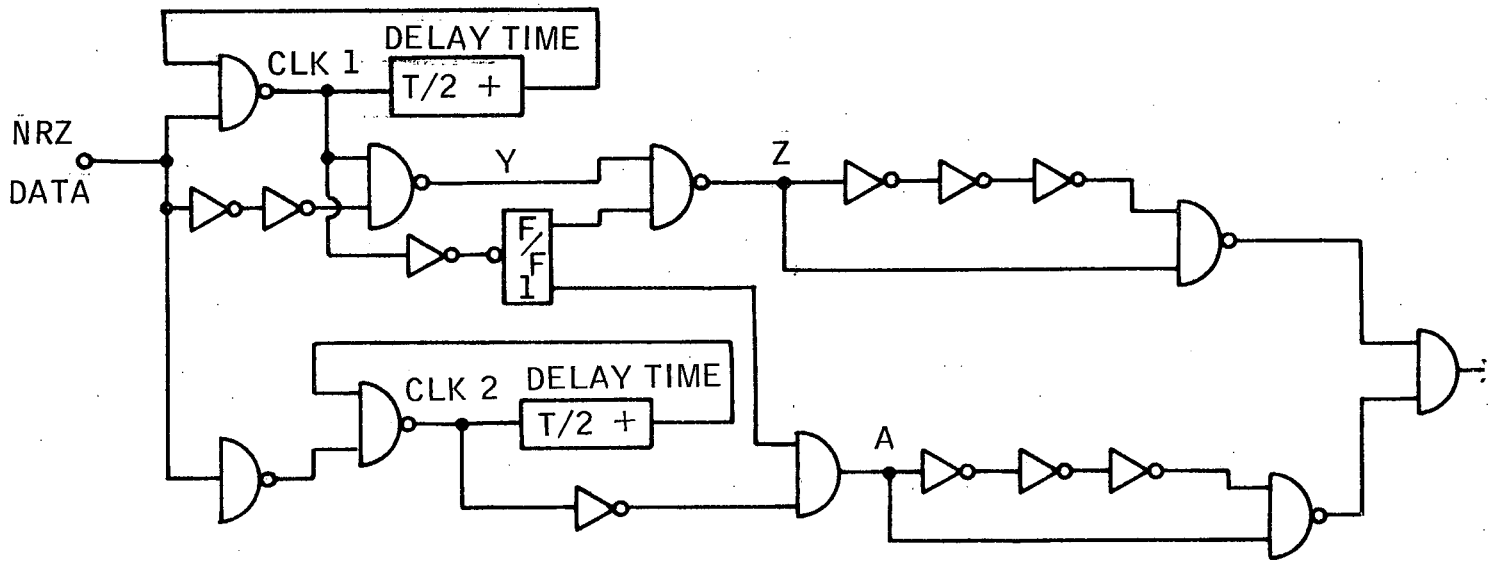 DELAY TIME
CLK 1
T/2 +
NRZ
DATA
Y
Z
F/F
1
DELAY TIME
CLK 2
T/2 +
A